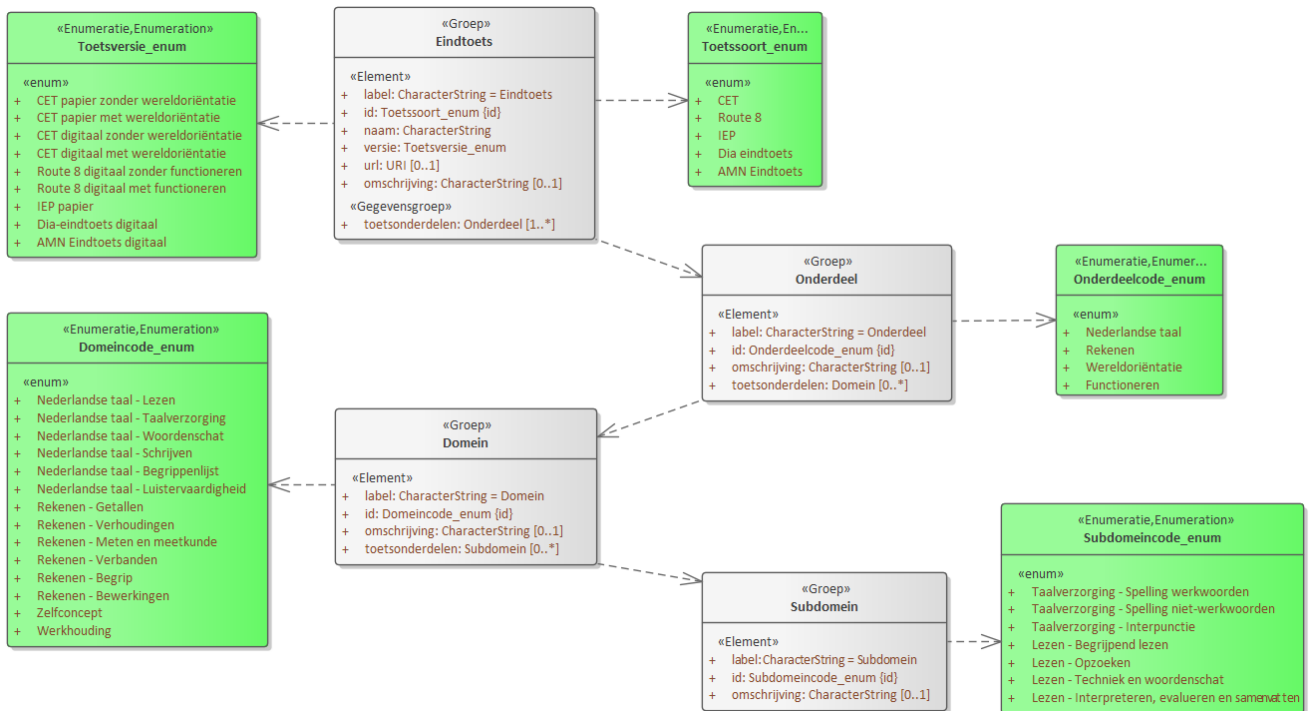 «Enumeratie,Enumeration»
Toetsversie_enum
«enum»
+ CET papier zonder wereldoriëntatie
+ CET papier met wereldoriëntatie
+ CET digitaal zonder wereldoriëntatie
+ CET digitaal met wereldoriëntatie
+ Route 8 digitaal zonder functioneren
+ Route 8 digitaal met functioneren
+ IEP papier
+ Dia-eindtoets digitaal
+ AMN Eindtoets digitaal
«Groep»
Eindtoets
«Element»
+ label: CharacterString = Eindtoets
+ id: Toetssoort_enum {id}
+ naam: CharacterString
+ versie: Toetsversie_enum
+ url: URI [0..1]
+ omschrijving: CharacterString [0..1]
«Gegevensgroep»
+ toetsonderdelen: Onderdeel [1..*]
«Enumeratie,En...
Toetssoort_enum
«enum»
+ CET
+ Route 8
+ IEP
+ Dia eindtoets
+ AMN Eindtoets
«Groep»
Onderdeel
«Element»
+ label: CharacterString = Onderdeel
+ id: Onderdeelcode_enum {id}
+ omschrijving: CharacterString [0..1]
+ toetsonderdelen: Domein [0..*]
«Enumeratie,Enumer...
Onderdeelcode_enum
«enum»
+ Nederlandse taal
+ Rekenen
+ Wereldoriëntatie
+ Functioneren
«Enumeratie,Enumeration»
Domeincode_enum
«enum»
+ Nederlandse taal - Lezen
+ Nederlandse taal - Taalverzorging
+ Nederlandse taal - Woordenschat
+ Nederlandse taal - Schrijven
+ Nederlandse taal - Begrippenlijst
+ Nederlandse taal - Luistervaardigheid
+ Rekenen - Getallen
+ Rekenen - Verhoudingen
+ Rekenen - Meten en meetkunde
+ Rekenen - Verbanden
+ Rekenen - Begrip
+ Rekenen - Bewerkingen
+ Zelfconcept
+ Werkhouding
«Groep»
Domein
«Element»
+ label: CharacterString = Domein
+ id: Domeincode_enum {id}
+ omschrijving: CharacterString [0..1]
+ toetsonderdelen: Subdomein [0..*]
«Groep»
Subdomein
«Element»
+ label: CharacterString = Subdomein
+ id: Subdomeincode_enum {id}
+ omschrijving: CharacterString [0..1]
«Enumeratie,Enumeration»
Subdomeincode_enum
«enum»
+ Taalverzorging - Spelling werkwoorden
+ Taalverzorging - Spelling niet-werkwoorden
+ Taalverzorging - Interpunctie
+ Lezen - Begrijpend lezen
+ Lezen - Opzoeken
+ Lezen - Techniek en woordenschat
+ Lezen - Interpreteren, evalueren en samenvatten